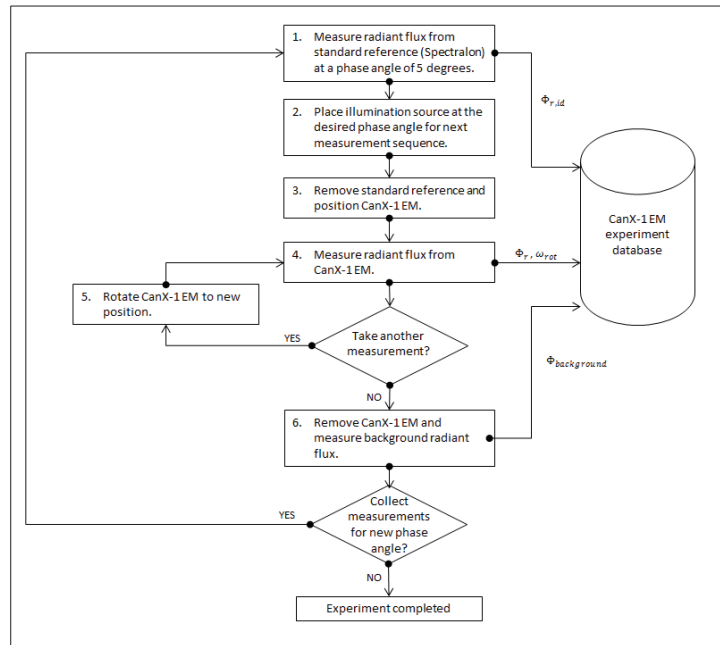 1. Measure radiant flux from
standard reference (Spectralon)
at a phase angle of 5 degrees.
Φr,id
2. Place illumination source at the
desired phase angle for next
measurement sequence.
3. Remove standard reference and
position CanX-1 EM.
CanX-1 EM
experiment
database
4. Measure radiant flux from
CanX-1 EM.
Φr , ωrot
5. Rotate CanX-1 EM to new
position.
Take another
measurement?
YES
NO
Φbackground
6. Remove CanX-1 EM and
measure background radiant
flux.
Collect
measurements
for new phase
angle?
YES
NO
Experiment completed